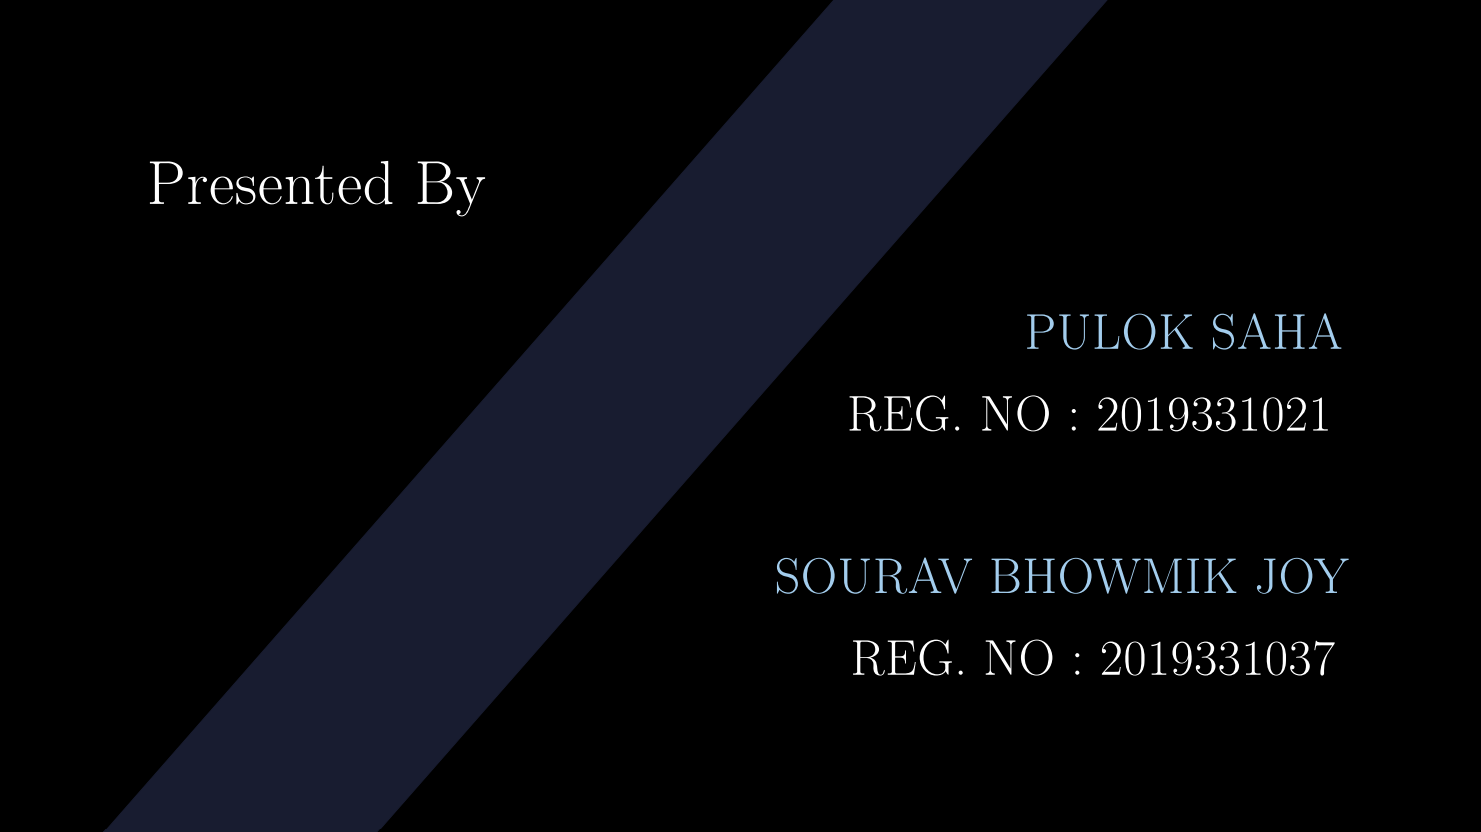 Presented By
PULOK SAHA
REG. NO : 2019331021
SOURAV BHOWMIK JOY
REG. NO : 2019331037